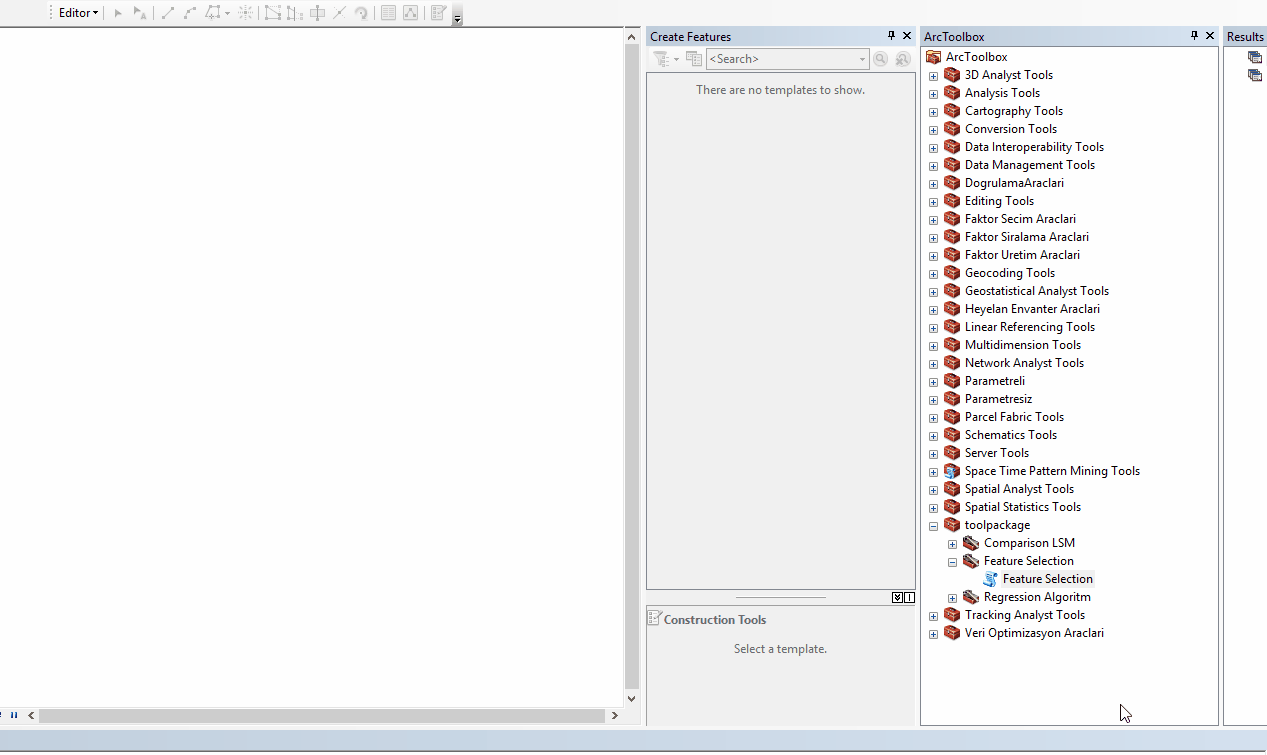 Editor
Create Features
<Search>
There are no templates to show.
Construction Tools
Select a template.
ArcToolbox
ArcToolbox
3D Analyst Tools
Analysis Tools
Cartography Tools
Conversion Tools
Data Interoperability Tools
Data Management Tools
DogrulamaAraclari
Editing Tools
Faktor Secim Araclari
Faktor Siralama Araclari
Faktor Uretim Araclari
Geocoding Tools
Geostatistical Analyst Tools
Heyelan Envanter Araclari
Linear Referencing Tools
Multidimension Tools
Network Analyst Tools
Parametreli
Parametresiz
Parcel Fabric Tools
Schematics Tools
Server Tools
Space Time Pattern Mining Tools
Spatial Analyst Tools
Spatial Statistics Tools
toolpackage
Comparison LSM
Feature Selection
Feature Selection
Regression Algoritm
Tracking Analyst Tools
Veri Optimizasyon Araclari
Results